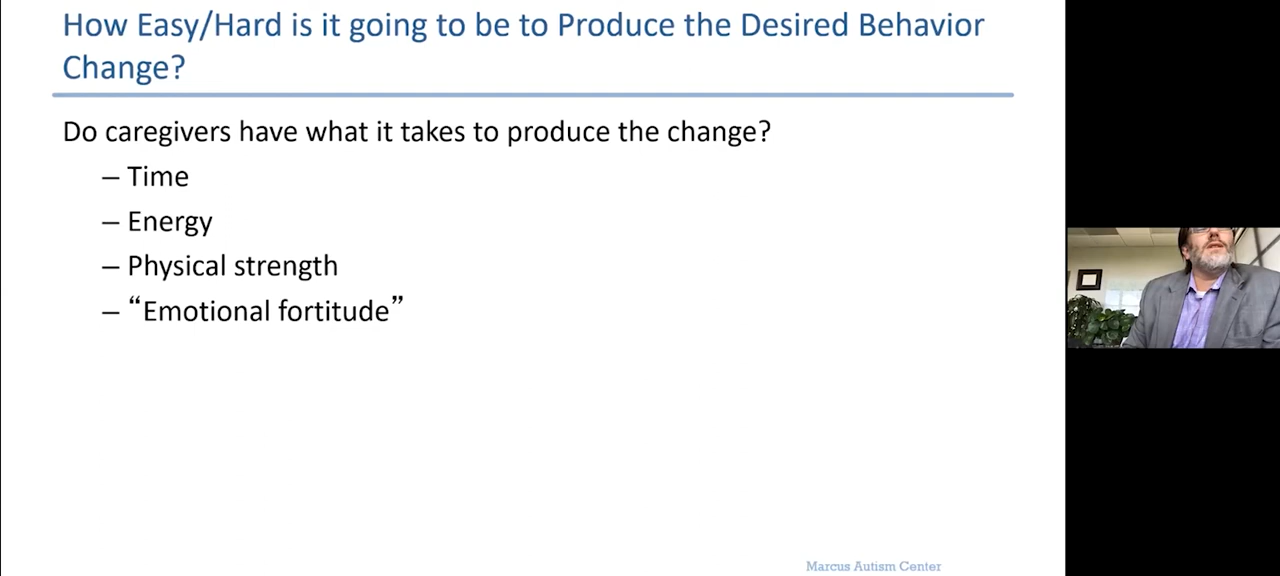 How Easy/Hard is it going to be to Produce the Desired Behavior
Change?
Do caregivers have what it takes to produce the change?
– Time
– Energy
– Physical strength
– “Emotional fortitude”
Marcus Autism Center